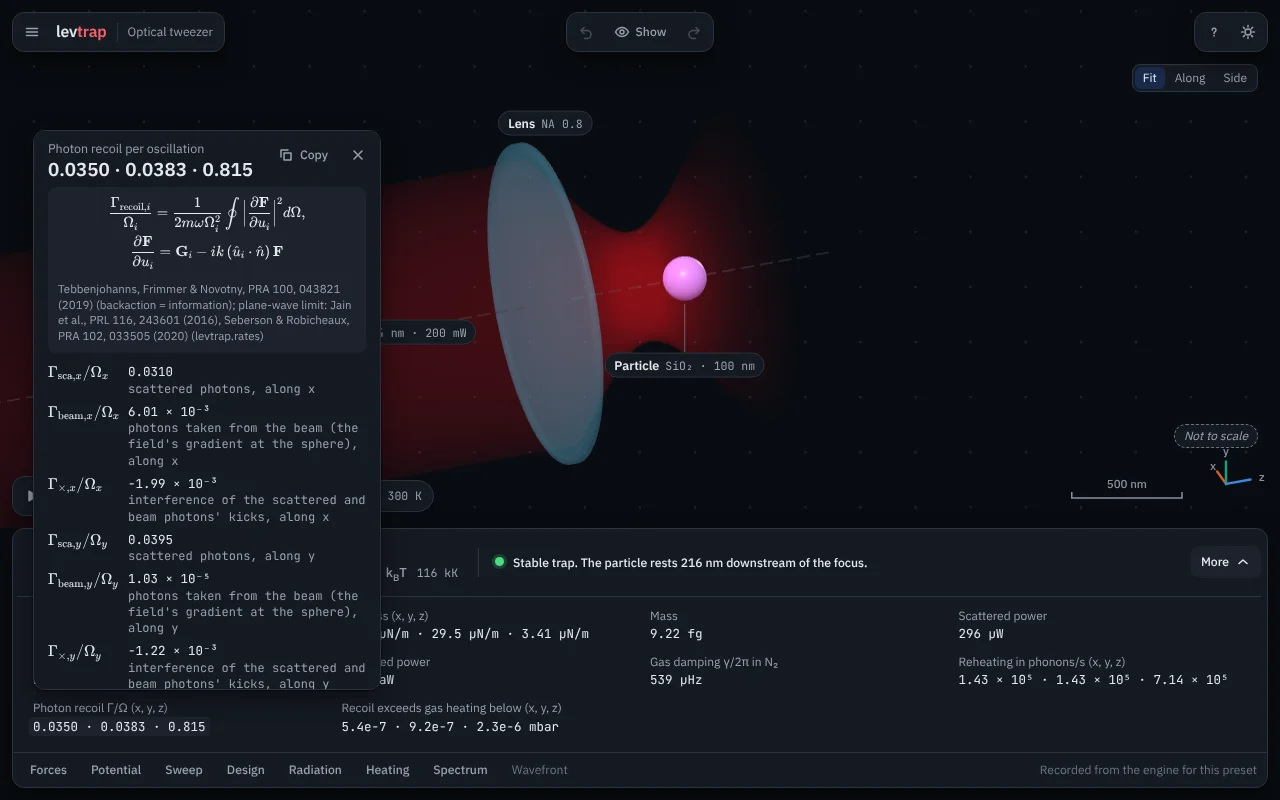 levtrap Optical tweezer
Show
?
Fit Along Side
Lens NA 0.8
Photon recoil per oscillation
0.0350 · 0.0383 · 0.815
Copy
Γrecoil,i / Ωi = 1 / 2mωΩi² ∮ |∂F/∂ui|² dΩ,
∂F/∂ui = Gi − ik (ûi · n̂) F
Tebbenjohanns, Frimmer & Novotny, PRA 100, 043821
(2019) (backaction = information); plane-wave limit: Jain
et al., PRL 116, 243601 (2016), Seberson & Robicheaux,
PRA 102, 033505 (2020) (levtrap.rates)
Γsca,x/Ωx 0.0310
scattered photons, along x
Γbeam,x/Ωx 6.01 × 10⁻³
photons taken from the beam (the
field's gradient at the sphere),
along x
Γ×,x/Ωx -1.99 × 10⁻³
interference of the scattered and
beam photons' kicks, along x
Γsca,y/Ωy 0.0395
scattered photons, along y
Γbeam,y/Ωy 1.03 × 10⁻⁵
photons taken from the beam (the
field's gradient at the sphere),
along y
Γ×,y/Ωy -1.22 × 10⁻³
interference of the scattered and
beam photons' kicks, along y
nm · 200 mW
Particle SiO₂ · 100 nm
300 K
Not to scale
y
x
z
500 nm
kBT 116 kK
Stable trap. The particle rests 216 nm downstream of the focus.
More
(x, y, z)
µN/m · 29.5 µN/m · 3.41 µN/m
Mass
9.22 fg
Scattered power
296 µW
power
aW
Gas damping γ/2π in N₂
539 µHz
Reheating in phonons/s (x, y, z)
1.43 × 10⁵ · 1.43 × 10⁵ · 7.14 × 10⁵
Photon recoil Γ/Ω (x, y, z)
0.0350 · 0.0383 · 0.815
Recoil exceeds gas heating below (x, y, z)
5.4e-7 · 9.2e-7 · 2.3e-6 mbar
Forces Potential Sweep Design Radiation Heating Spectrum Wavefront
Recorded from the engine for this preset